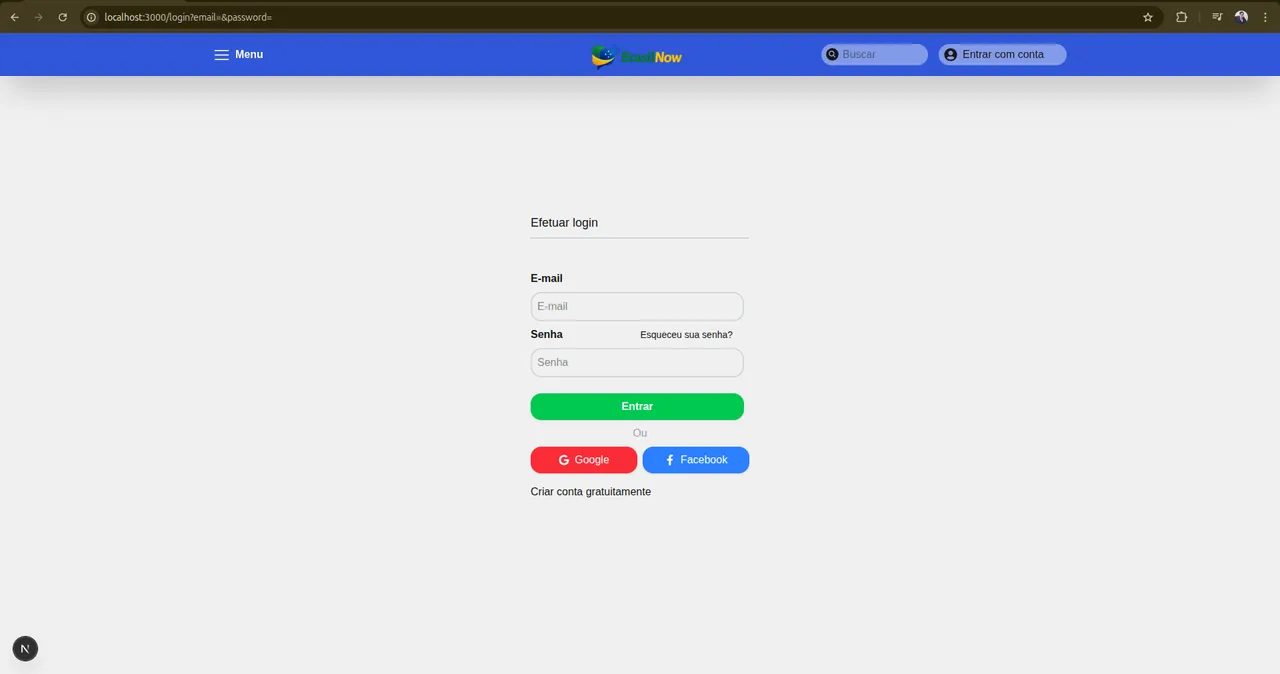 localhost:3000/login?email=&password=
Menu
BrasilNow
Buscar
Entrar com conta
Efetuar login
E-mail
E-mail
Senha
Esqueceu sua senha?
Senha
Entrar
Ou
G Google
f Facebook
Criar conta gratuitamente
N